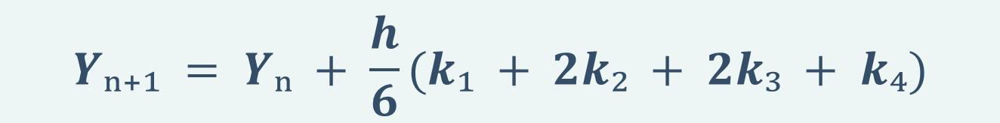 Yₙ₊₁ = Yₙ + h/6 (k₁ + 2k₂ + 2k₃ + k₄)